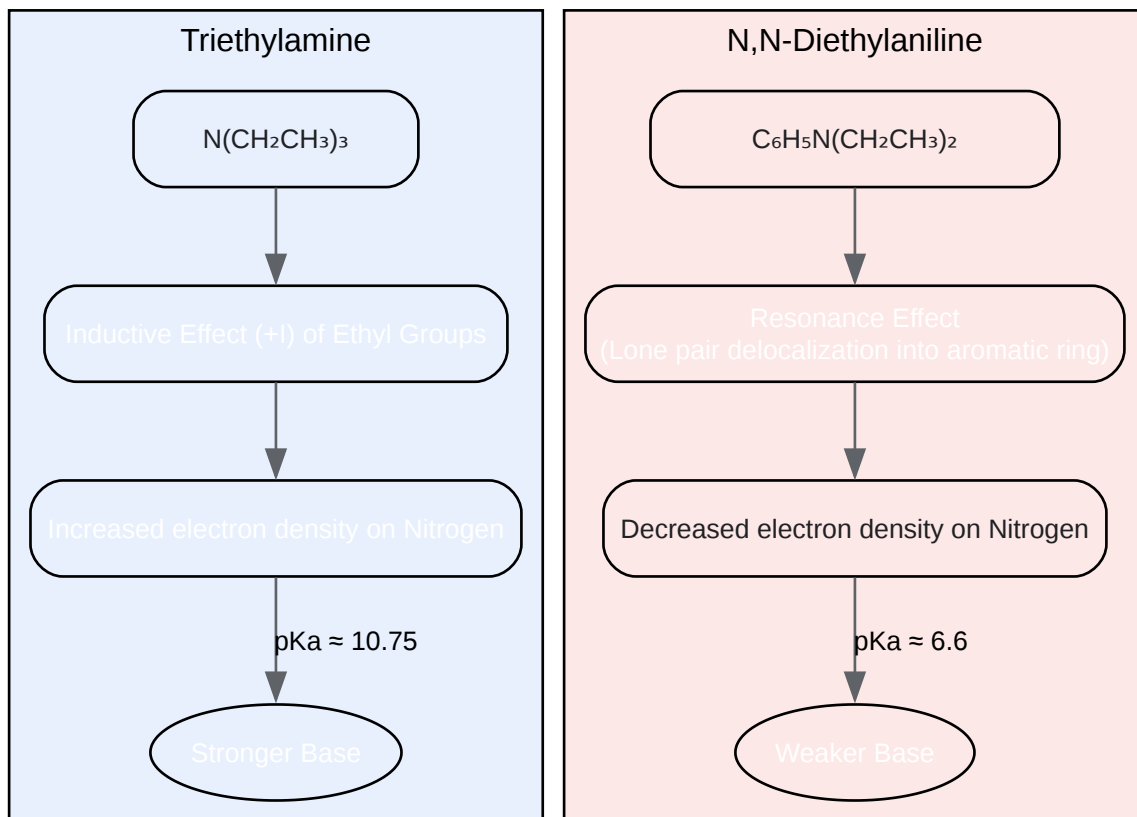 Triethylamine
N(CH₂CH₃)₃
Inductive Effect (+I) of Ethyl Groups
Increased electron density on Nitrogen
pKa ≈ 10.75
Stronger Base
N,N-Diethylaniline
C₆H₅N(CH₂CH₃)₂
Resonance Effect
(Lone pair delocalization into aromatic ring)
Decreased electron density on Nitrogen
pKa ≈ 6.6
Weaker Base